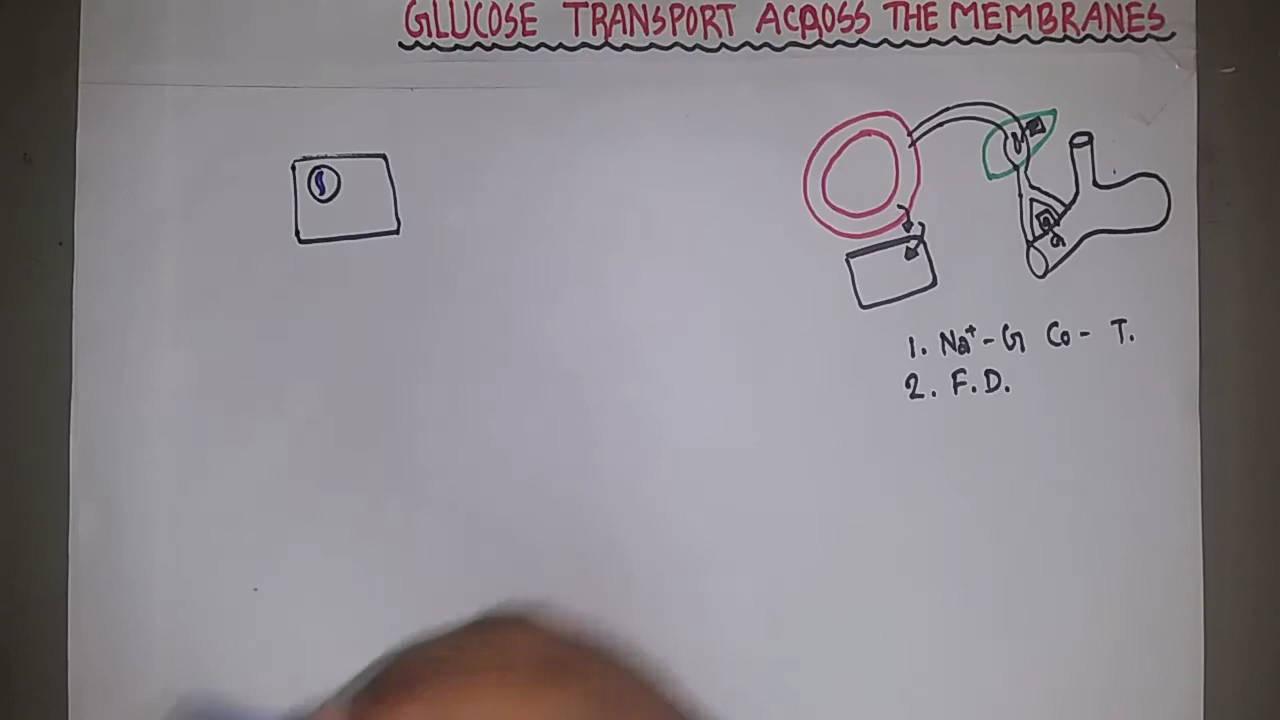 GLUCOSE TRANSPORT ACROSS THE MEMBRANES
1. Na⁺-G Co-T.
2. F.D.